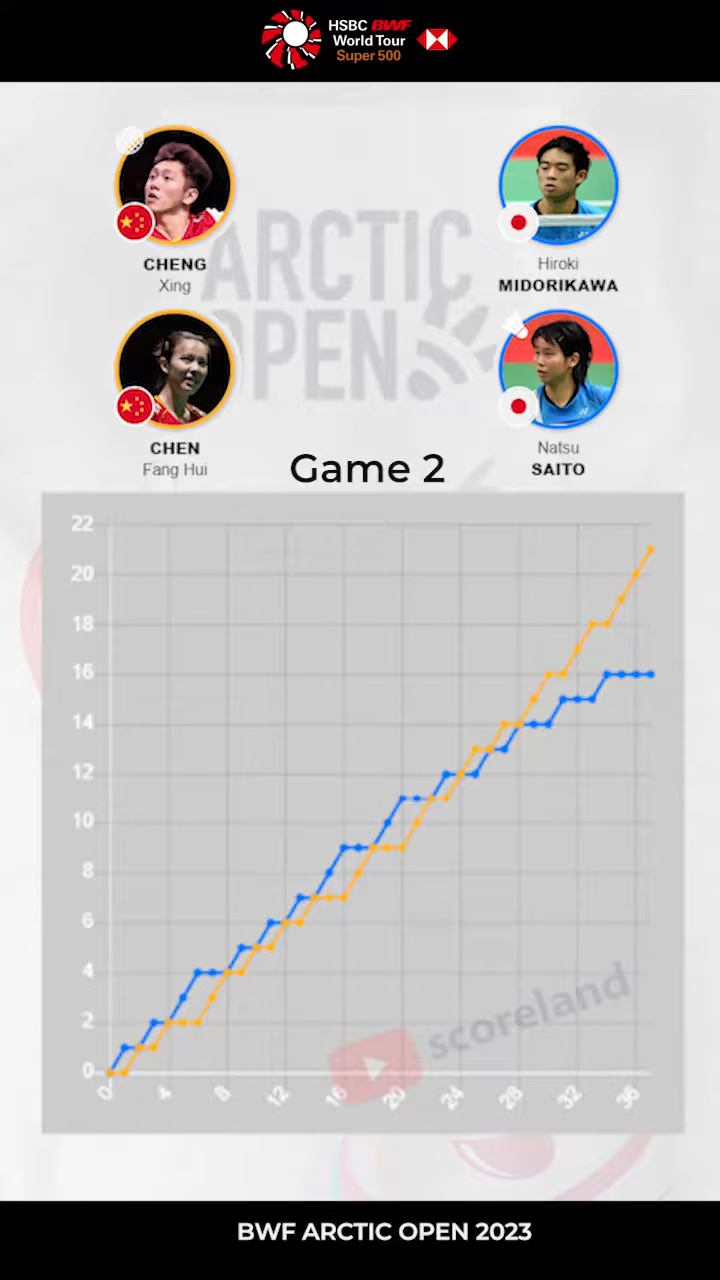 HSBC BWF
World Tour
Super 500
ARCTIC
OPEN
CHENG
Xing
Hiroki
MIDORIKAWA
CHEN
Fang Hui
Natsu
SAITO
Game 2
22
20
18
16
14
12
10
8
6
4
2
0
scoreland
0 4 8 12 16 20 24 28 32 36
BWF ARCTIC OPEN 2023